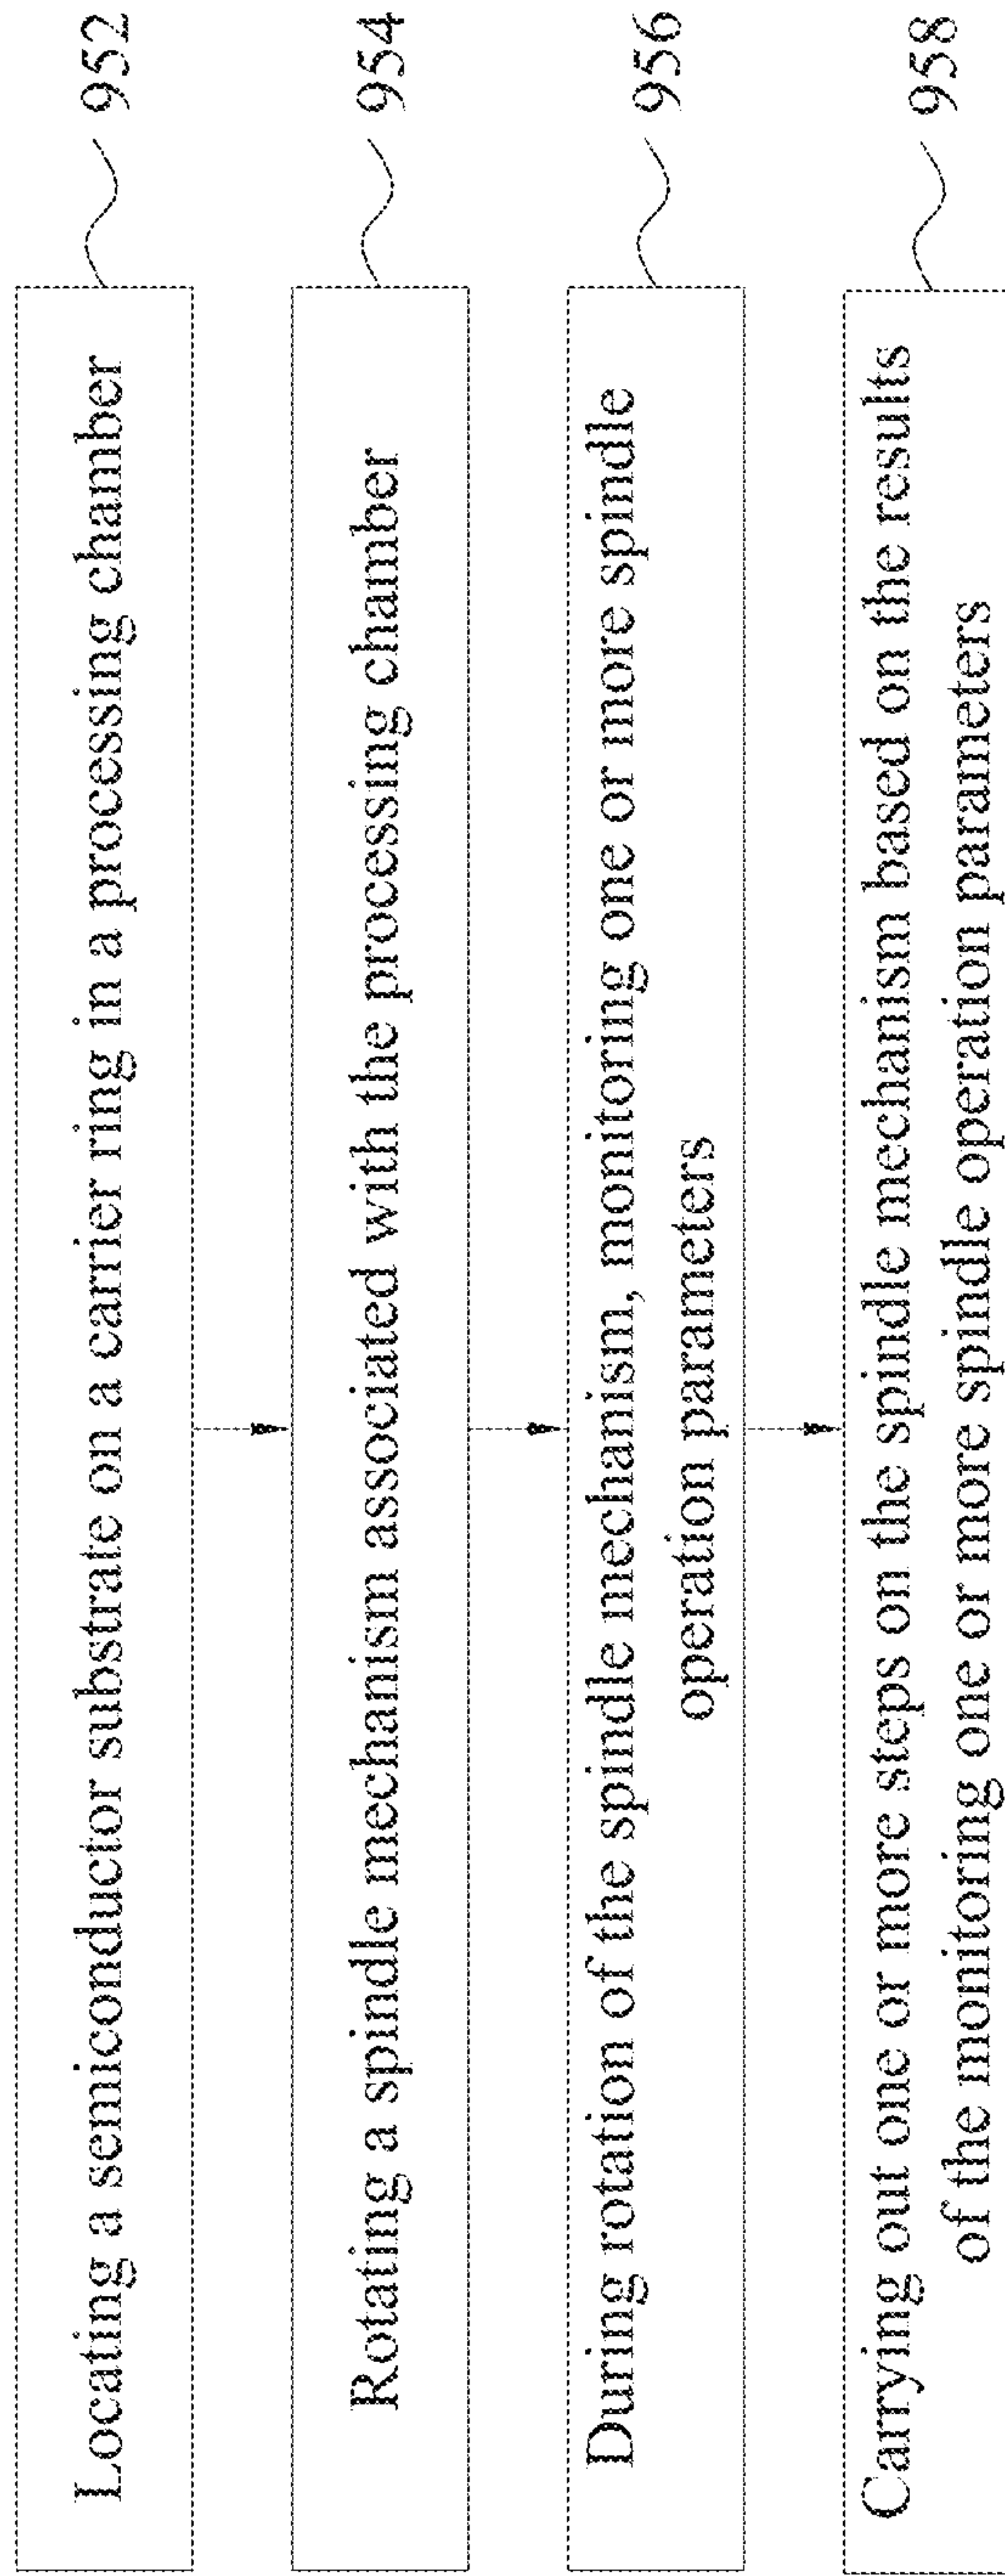 Locating a semiconductor substrate on a carrier ring in a processing chamber
952
Rotating a spindle mechanism associated with the processing chamber
954
During rotation of the spindle mechanism, monitoring one or more spindle
operation parameters
956
Carrying out one or more steps on the spindle mechanism based on the results
of the monitoring one or more spindle operation parameters
958